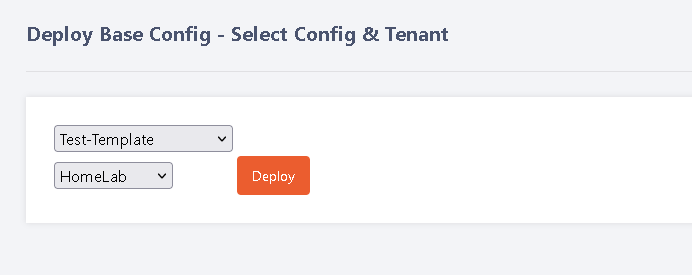 Deploy Base Config - Select Config & Tenant
Test-Template
HomeLab
Deploy